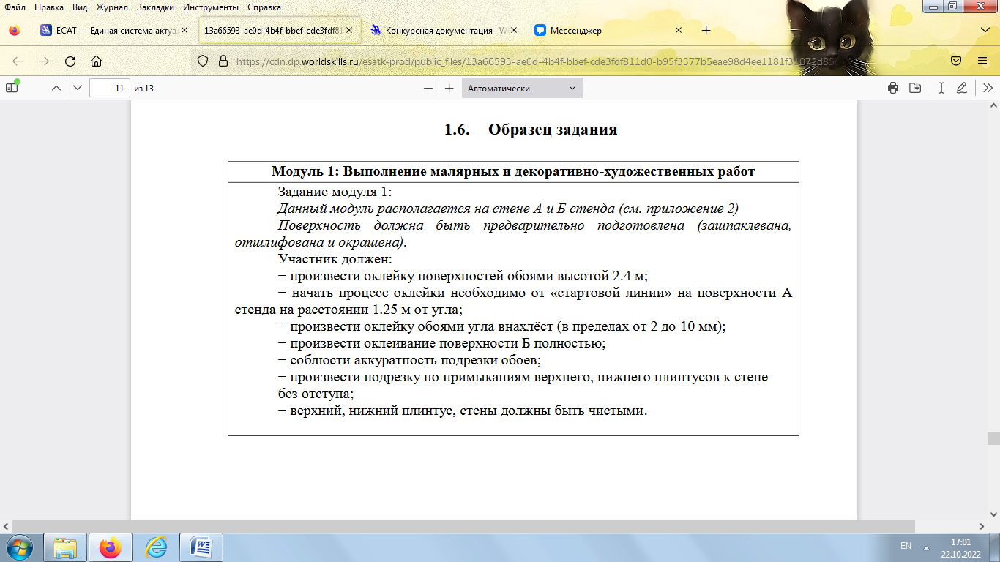 Файл Правка Вид Журнал Закладки Инструменты Справка
ЕСАТ — Единая система актуа
13a66593-ae0d-4b4f-bbef-cde3fdf81
Конкурсная документация | W
Мессенджер
https://cdn.dp.worldskills.ru/esatk-prod/public_files/13a66593-ae0d-4b4f-bbef-cde3fdf811d0-b95f3377b5eae98d4ee1181f31072d85
11 из 13
Автоматически
1.6. Образец задания
Модуль 1: Выполнение малярных и декоративно-художественных работ
Задание модуля 1:
Данный модуль располагается на стене А и Б стенда (см. приложение 2)
Поверхность должна быть предварительно подготовлена (зашпаклевана,
отшлифована и окрашена).
Участник должен:
− произвести оклейку поверхностей обоями высотой 2.4 м;
− начать процесс оклейки необходимо от «стартовой линии» на поверхности А
стенда на расстоянии 1.25 м от угла;
− произвести оклейку обоями угла внахлёст (в пределах от 2 до 10 мм);
− произвести оклеивание поверхности Б полностью;
− соблюсти аккуратность подрезки обоев;
− произвести подрезку по примыканиям верхнего, нижнего плинтусов к стене
без отступа;
− верхний, нижний плинтус, стены должны быть чистыми.
EN
17:01
22.10.2022